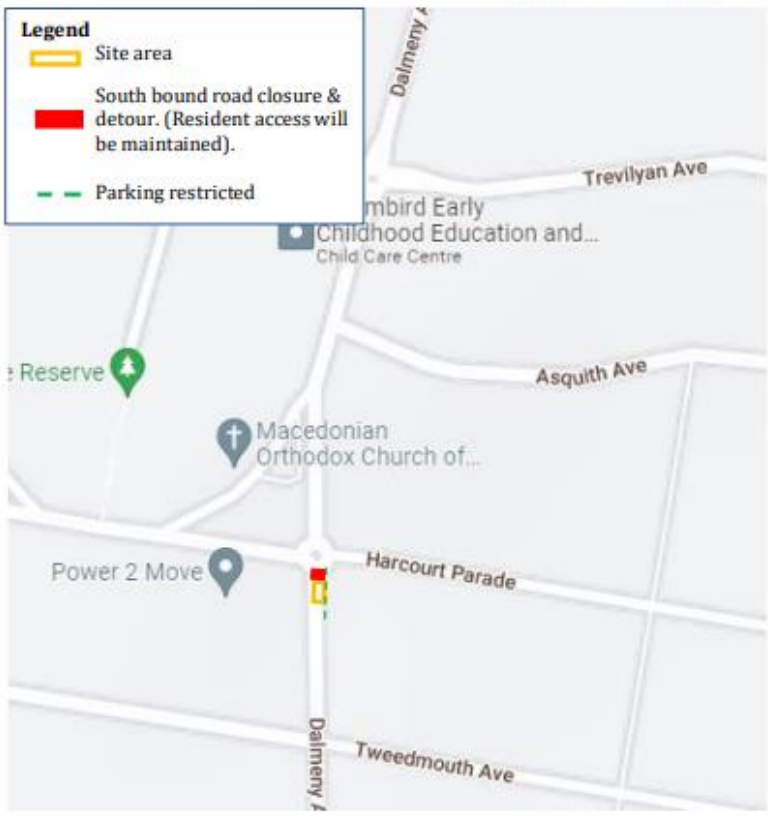 Legend
Site area
South bound road closure &
detour. (Resident access will
be maintained).
Parking restricted
Dalmeny A
Trevilyan Ave
mbird Early
Childhood Education and...
Child Care Centre
Asquith Ave
e Reserve
Macedonian
Orthodox Church of...
Harcourt Parade
Power 2 Move
Dalmeny A
Tweedmouth Ave